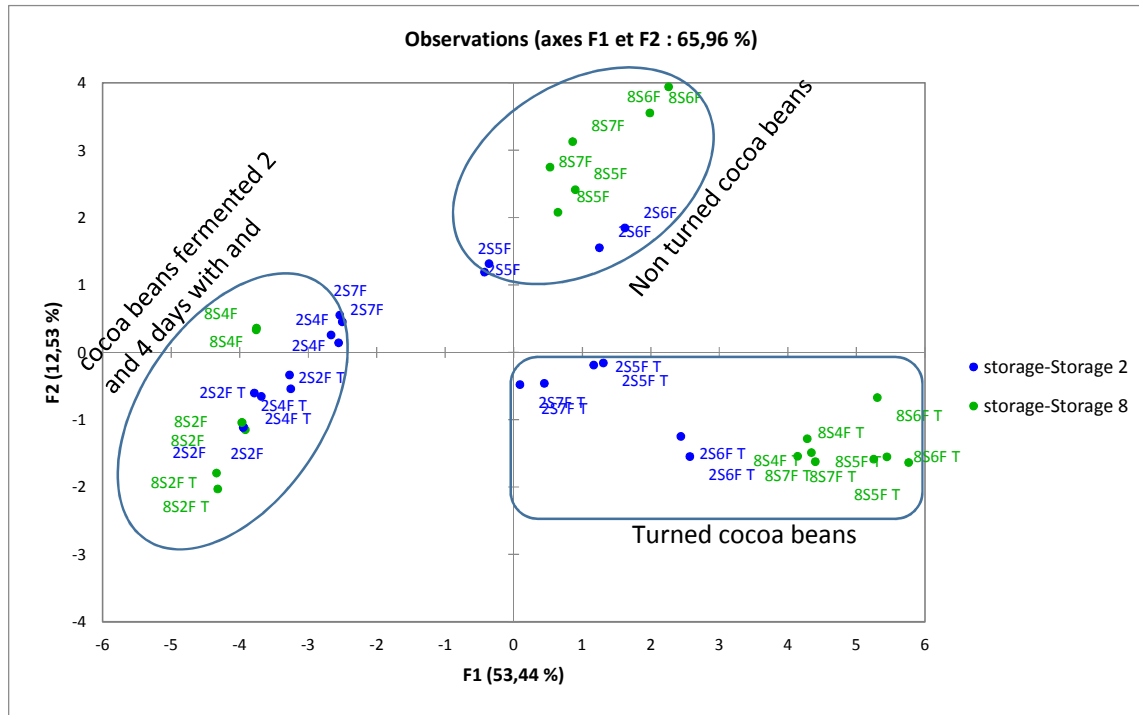 Observations (axes F1 et F2 : 65,96 %)
4
3
2
1
0
-1
-2
-3
-4
F2 (12,53 %)
8S6F
8S6F
8S7F
8S7F
8S5F
8S5F
2S6F
2S6F
2S5F
2S5F
Non turned cocoa beans
cocoa beans fermented 2
and 4 days with and
2S7F
2S7F
8S4F
2S4F
8S4F
2S4F
2S2F T
2S2F T
2S4F T
2S4F T
8S2F
8S2F
2S2F
2S2F
8S2F T
8S2F T
2S5F T
2S5F T
2S7F T
2S7F T
2S6F T
2S6F T
8S6F T
8S4F T
8S4F T
8S5F T
8S6F T
8S7F T
8S7F T
8S5F T
Turned cocoa beans
storage-Storage 2
storage-Storage 8
-6
-5
-4
-3
-2
-1
0
1
2
3
4
5
6
F1 (53,44 %)